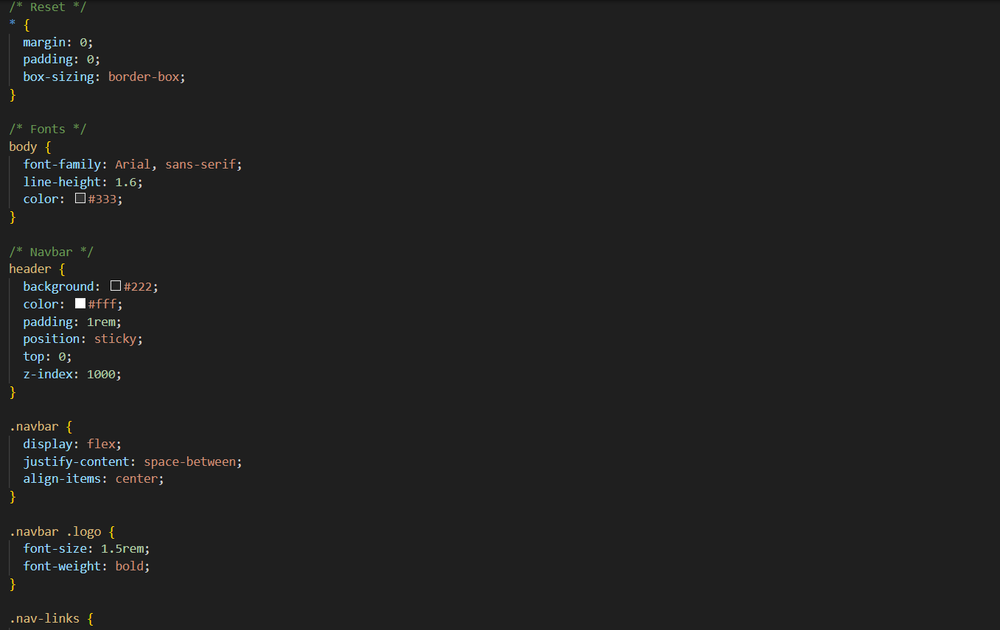 /* Reset */
* {
  margin: 0;
  padding: 0;
  box-sizing: border-box;
}

/* Fonts */
body {
  font-family: Arial, sans-serif;
  line-height: 1.6;
  color: #333;
}

/* Navbar */
header {
  background: #222;
  color: #fff;
  padding: 1rem;
  position: sticky;
  top: 0;
  z-index: 1000;
}

.navbar {
  display: flex;
  justify-content: space-between;
  align-items: center;
}

.navbar .logo {
  font-size: 1.5rem;
  font-weight: bold;
}

.nav-links {